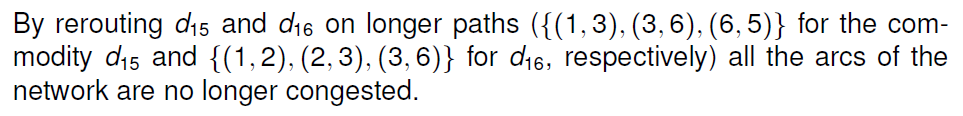 By rerouting d15 and d16 on longer paths ({(1, 3), (3, 6), (6, 5)} for the com-
modity d15 and {(1, 2), (2, 3), (3, 6)} for d16, respectively) all the arcs of the
network are no longer congested.